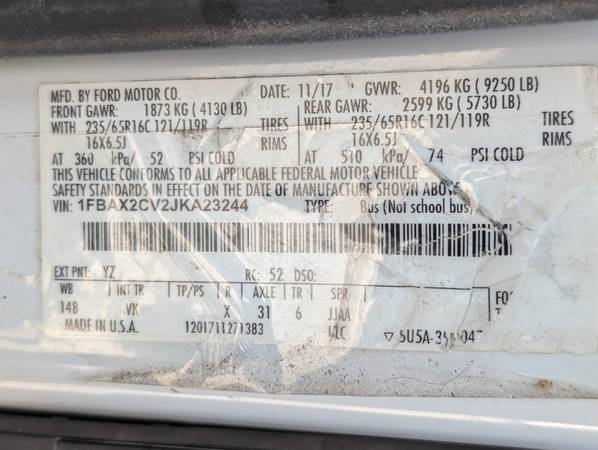 MFD. BY FORD MOTOR CO. DATE: 11/17 GVWR: 4196 KG ( 9250 LB)
FRONT GAWR: 1873 KG ( 4130 LB) REAR GAWR: 2599 KG ( 5730 LB)
WITH 235/65R16C 121/119R TIRES WITH 235/65R16C 121/119R TIRES
16X6.5J RIMS 16X6.5J RIMS
AT 360 kPa/ 52 PSI COLD AT 510 kPa/ 74 PSI COLD
THIS VEHICLE CONFORMS TO ALL APPLICABLE FEDERAL MOTOR VEHICLE
SAFETY STANDARDS IN EFFECT ON THE DATE OF MANUFACTURE SHOWN ABOVE.
VIN: 1FBAX2CV2JKA23244 TYPE: Bus (Not school bus)
EXT PNT: YZ RC: 52 DSO:
WB INT TR TP/PS R AXLE TR SPR
148 VK X 31 6 JJAA
MADE IN U.S.A. 1201711271383